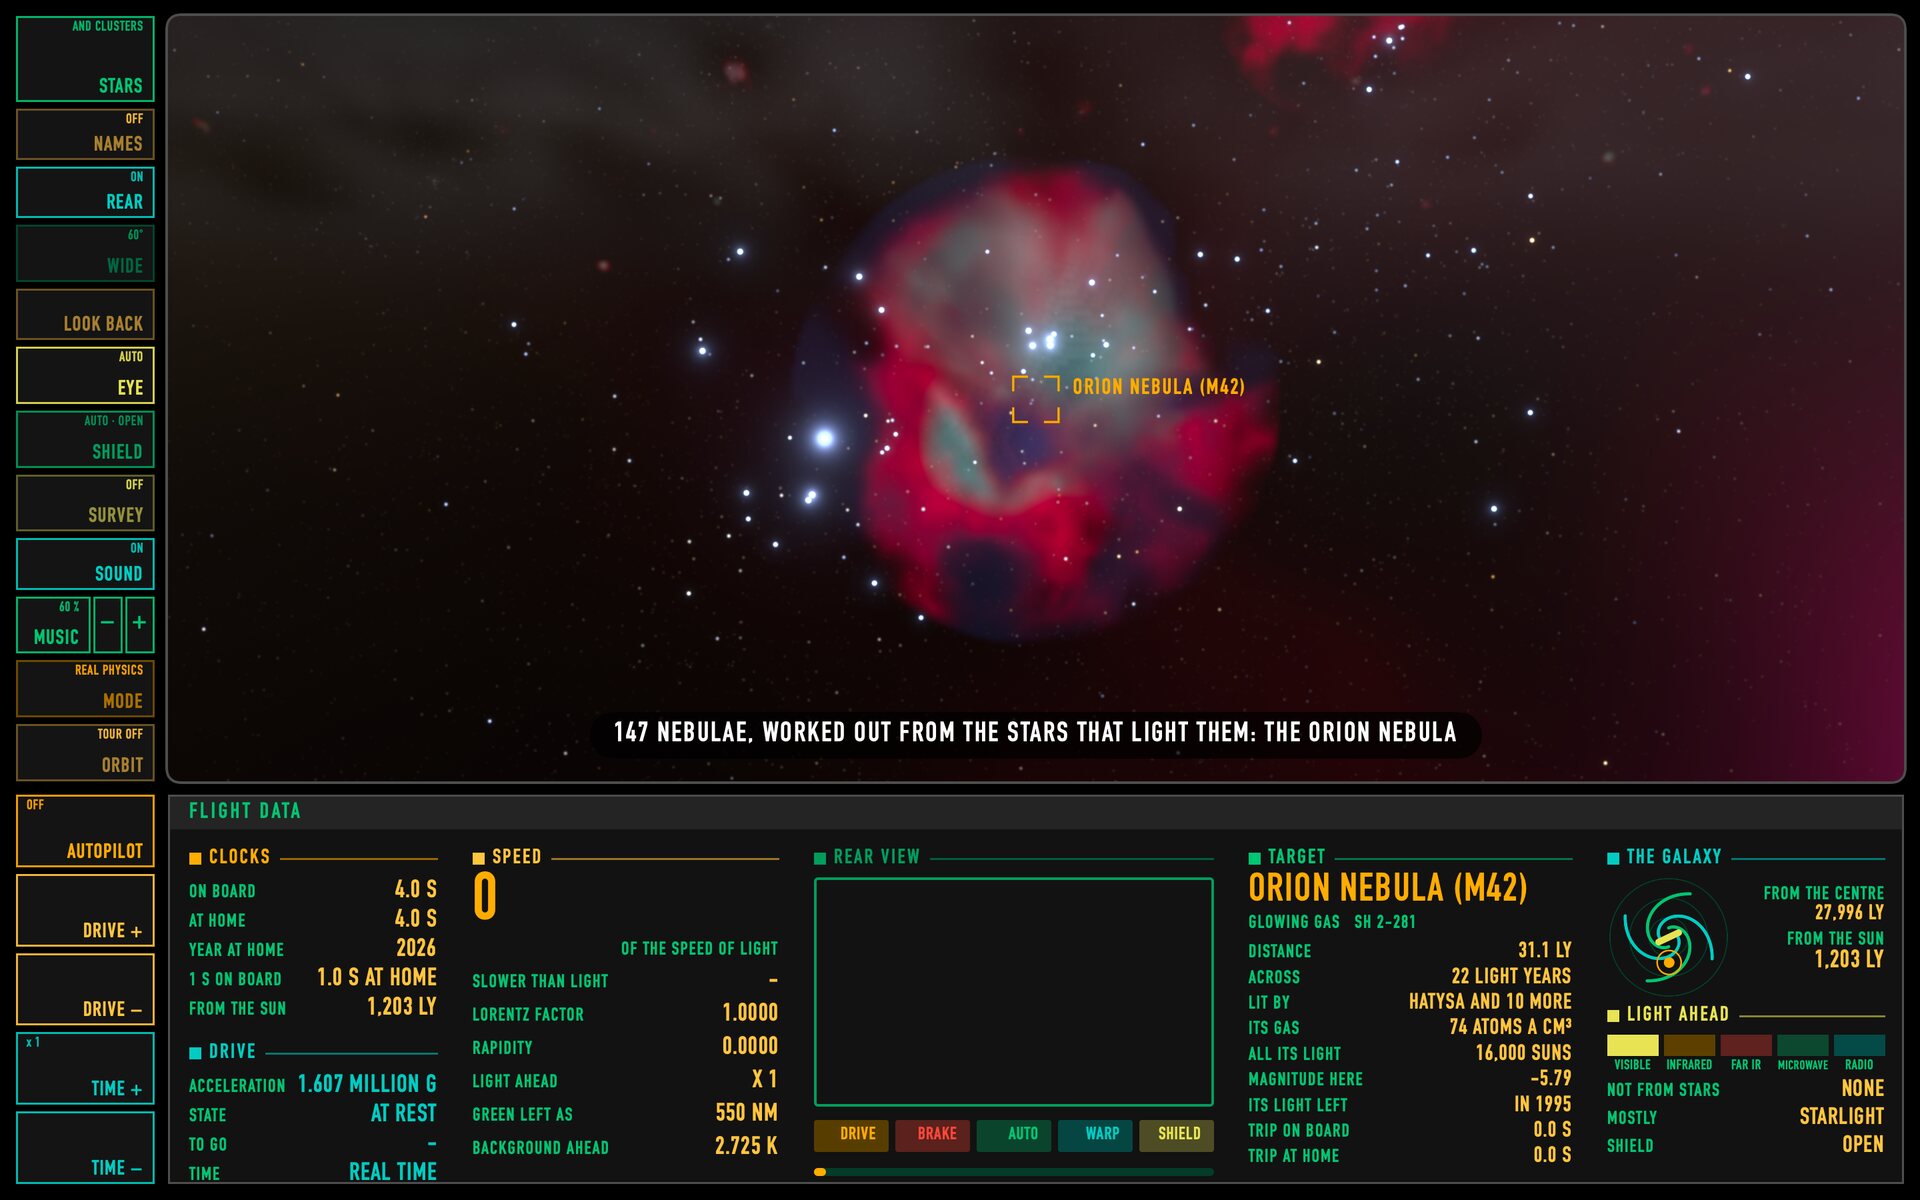 AND CLUSTERS
STARS
OFF
NAMES
ON
REAR
60°
WIDE
LOOK BACK
AUTO
EYE
AUTO · OPEN
SHIELD
OFF
SURVEY
ON
SOUND
60 %
MUSIC − +
REAL PHYSICS
MODE
TOUR OFF
ORBIT
OFF
AUTOPILOT
DRIVE +
DRIVE −
x 1
TIME +
TIME −
ORION NEBULA (M42)
147 NEBULAE, WORKED OUT FROM THE STARS THAT LIGHT THEM: THE ORION NEBULA
FLIGHT DATA
CLOCKS
ON BOARD 4.0 S
AT HOME 4.0 S
YEAR AT HOME 2026
1 S ON BOARD 1.0 S AT HOME
FROM THE SUN 1,203 LY
DRIVE
ACCELERATION 1.607 MILLION G
STATE AT REST
TO GO –
TIME REAL TIME
SPEED
0
OF THE SPEED OF LIGHT
SLOWER THAN LIGHT –
LORENTZ FACTOR 1.0000
RAPIDITY 0.0000
LIGHT AHEAD X 1
GREEN LEFT AS 550 NM
BACKGROUND AHEAD 2.725 K
REAR VIEW
DRIVE BRAKE AUTO WARP SHIELD
TARGET
ORION NEBULA (M42)
GLOWING GAS SH 2-281
DISTANCE 31.1 LY
ACROSS 22 LIGHT YEARS
LIT BY HATYSA AND 10 MORE
ITS GAS 74 ATOMS A CM³
ALL ITS LIGHT 16,000 SUNS
MAGNITUDE HERE −5.79
ITS LIGHT LEFT IN 1995
TRIP ON BOARD 0.0 S
TRIP AT HOME 0.0 S
THE GALAXY
FROM THE CENTRE
27,996 LY
FROM THE SUN
1,203 LY
LIGHT AHEAD
VISIBLE INFRARED FAR IR MICROWAVE RADIO
NOT FROM STARS NONE
MOSTLY STARLIGHT
SHIELD OPEN